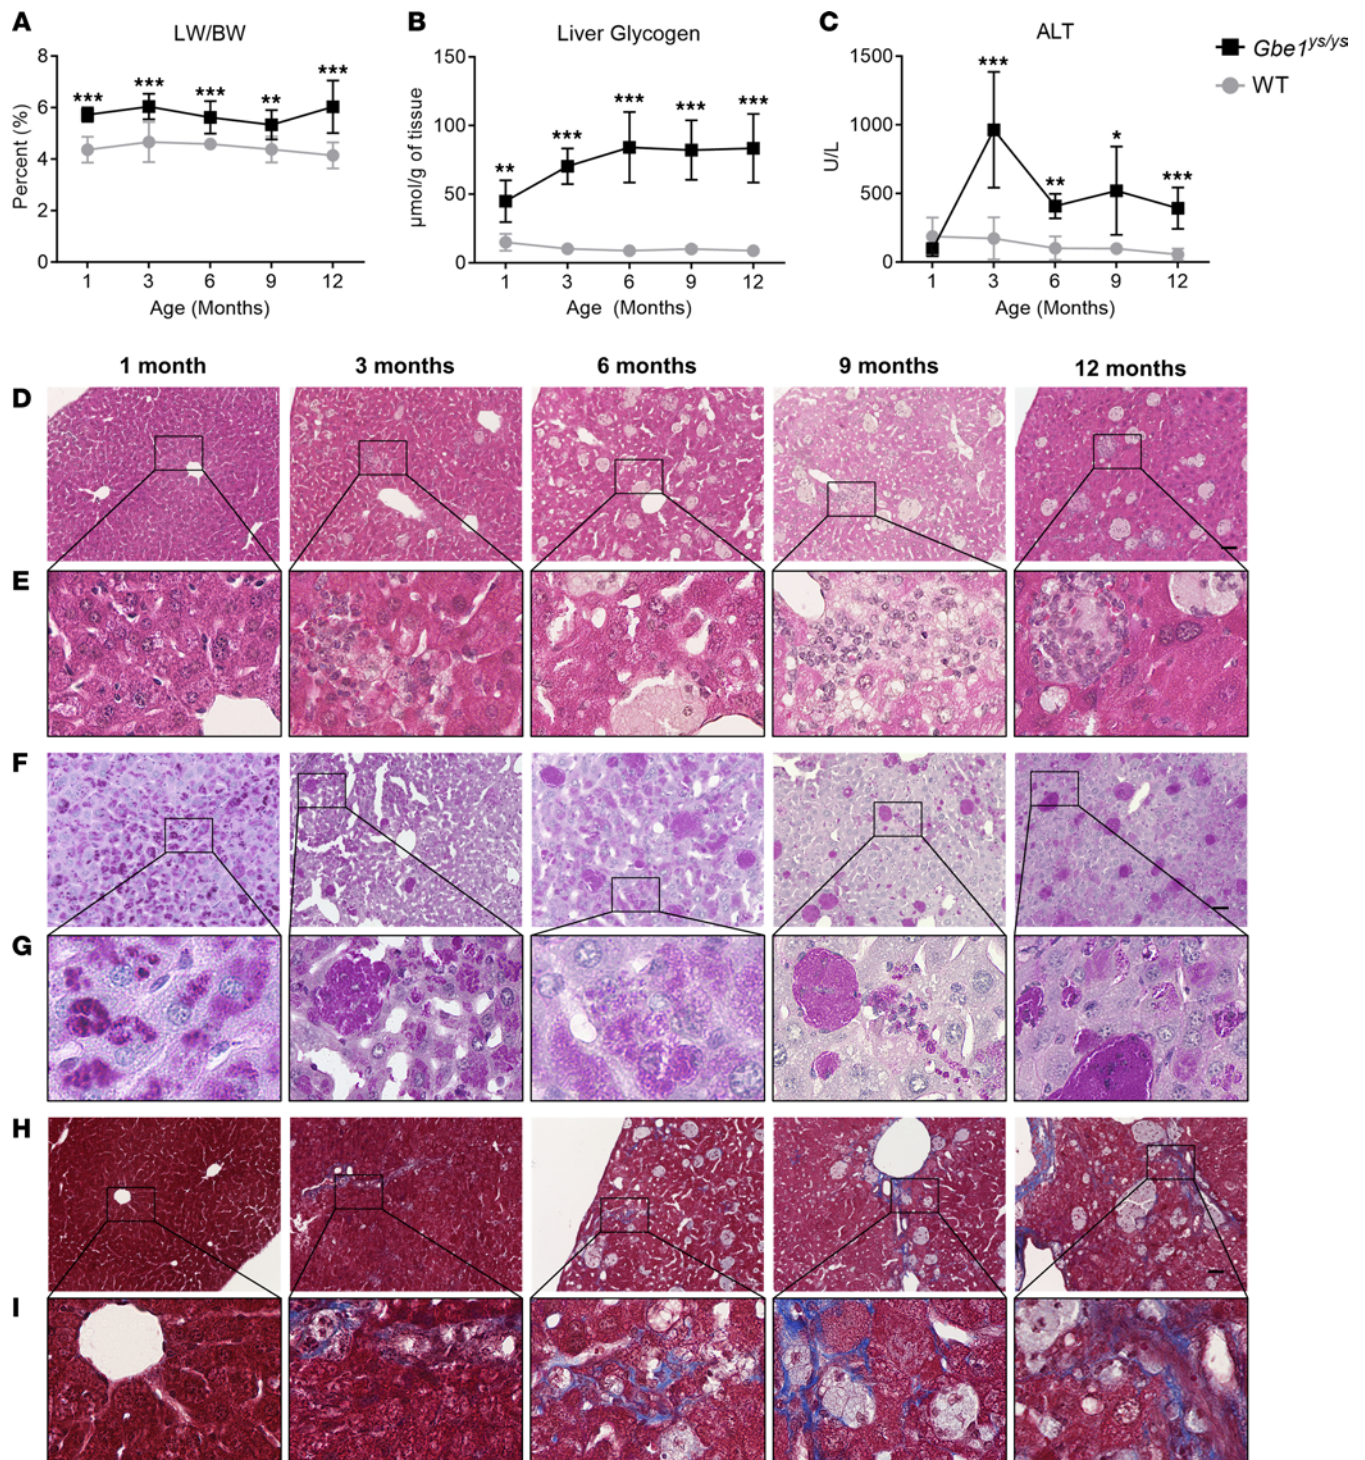 A
LW/BW
8
6
4
2
0
Percent (%)
***
***
***
**
***
1 3 6 9 12
Age (Months)
B
Liver Glycogen
150
100
50
0
μmol/g of tissue
**
***
***
***
***
1 3 6 9 12
Age (Months)
C
ALT
1500
1000
500
0
U/L
***
**
*
***
1 3 6 9 12
Age (Months)
Gbe1ys/ys
WT
1 month 3 months 6 months 9 months 12 months
D
E
F
G
H
I